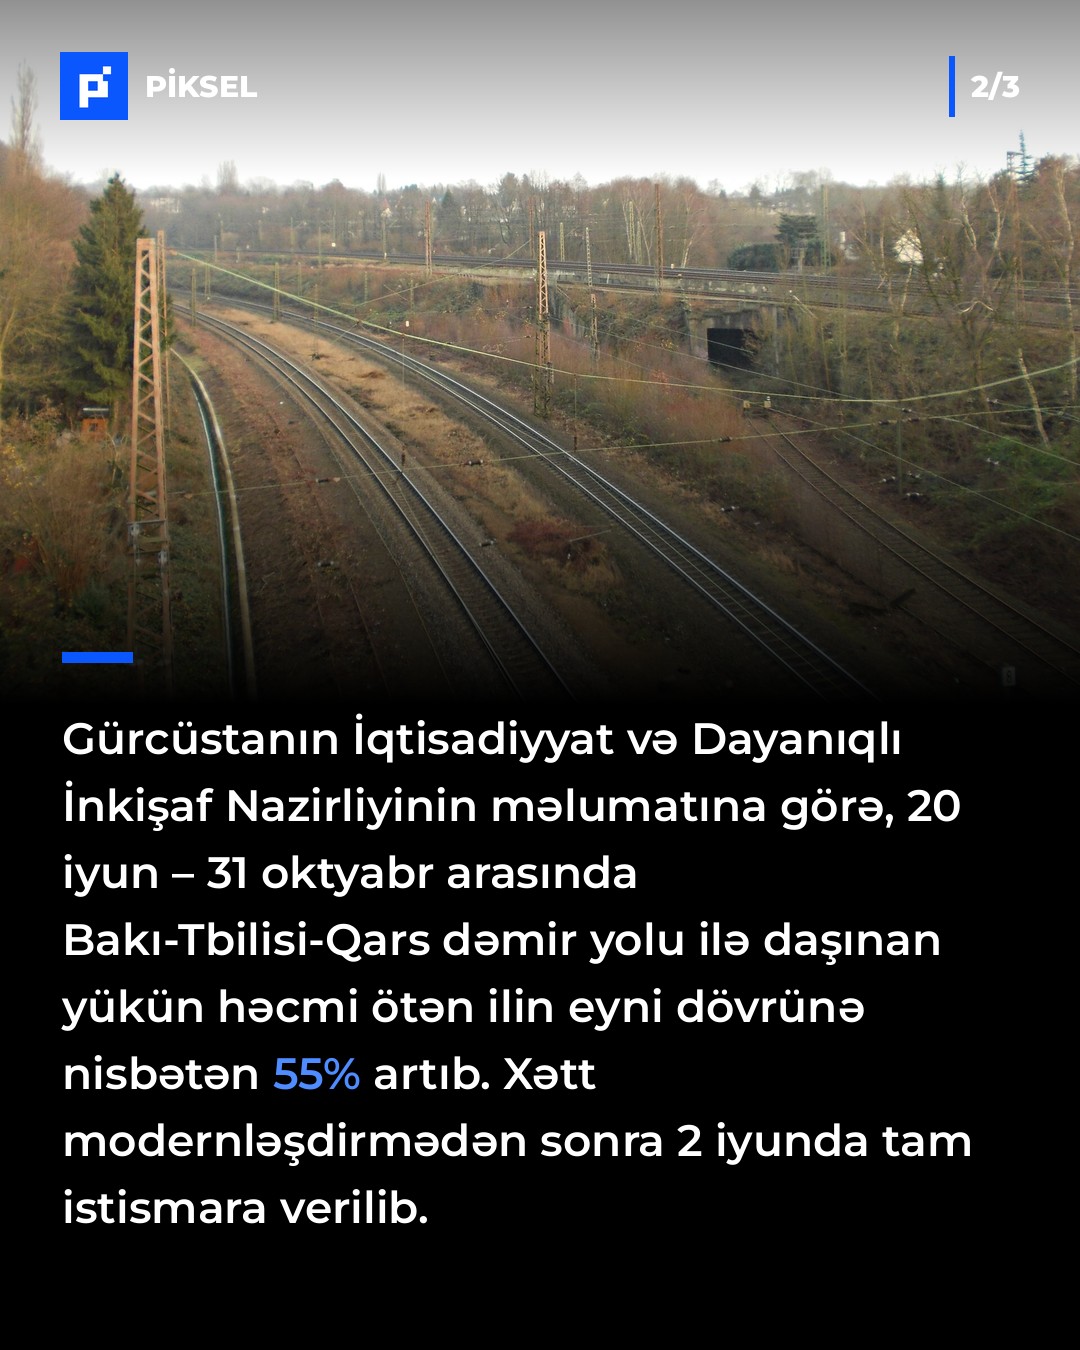 PİKSEL
2/3
Gürcüstanın İqtisadiyyat və Dayanıqlı
İnkişaf Nazirliyinin məlumatına görə, 20
iyun – 31 oktyabr arasında
Bakı-Tbilisi-Qars dəmir yolu ilə daşınan
yükün həcmi ötən ilin eyni dövrünə
nisbətən 55% artıb. Xətt
modernləşdirmədən sonra 2 iyunda tam
istismara verilib.